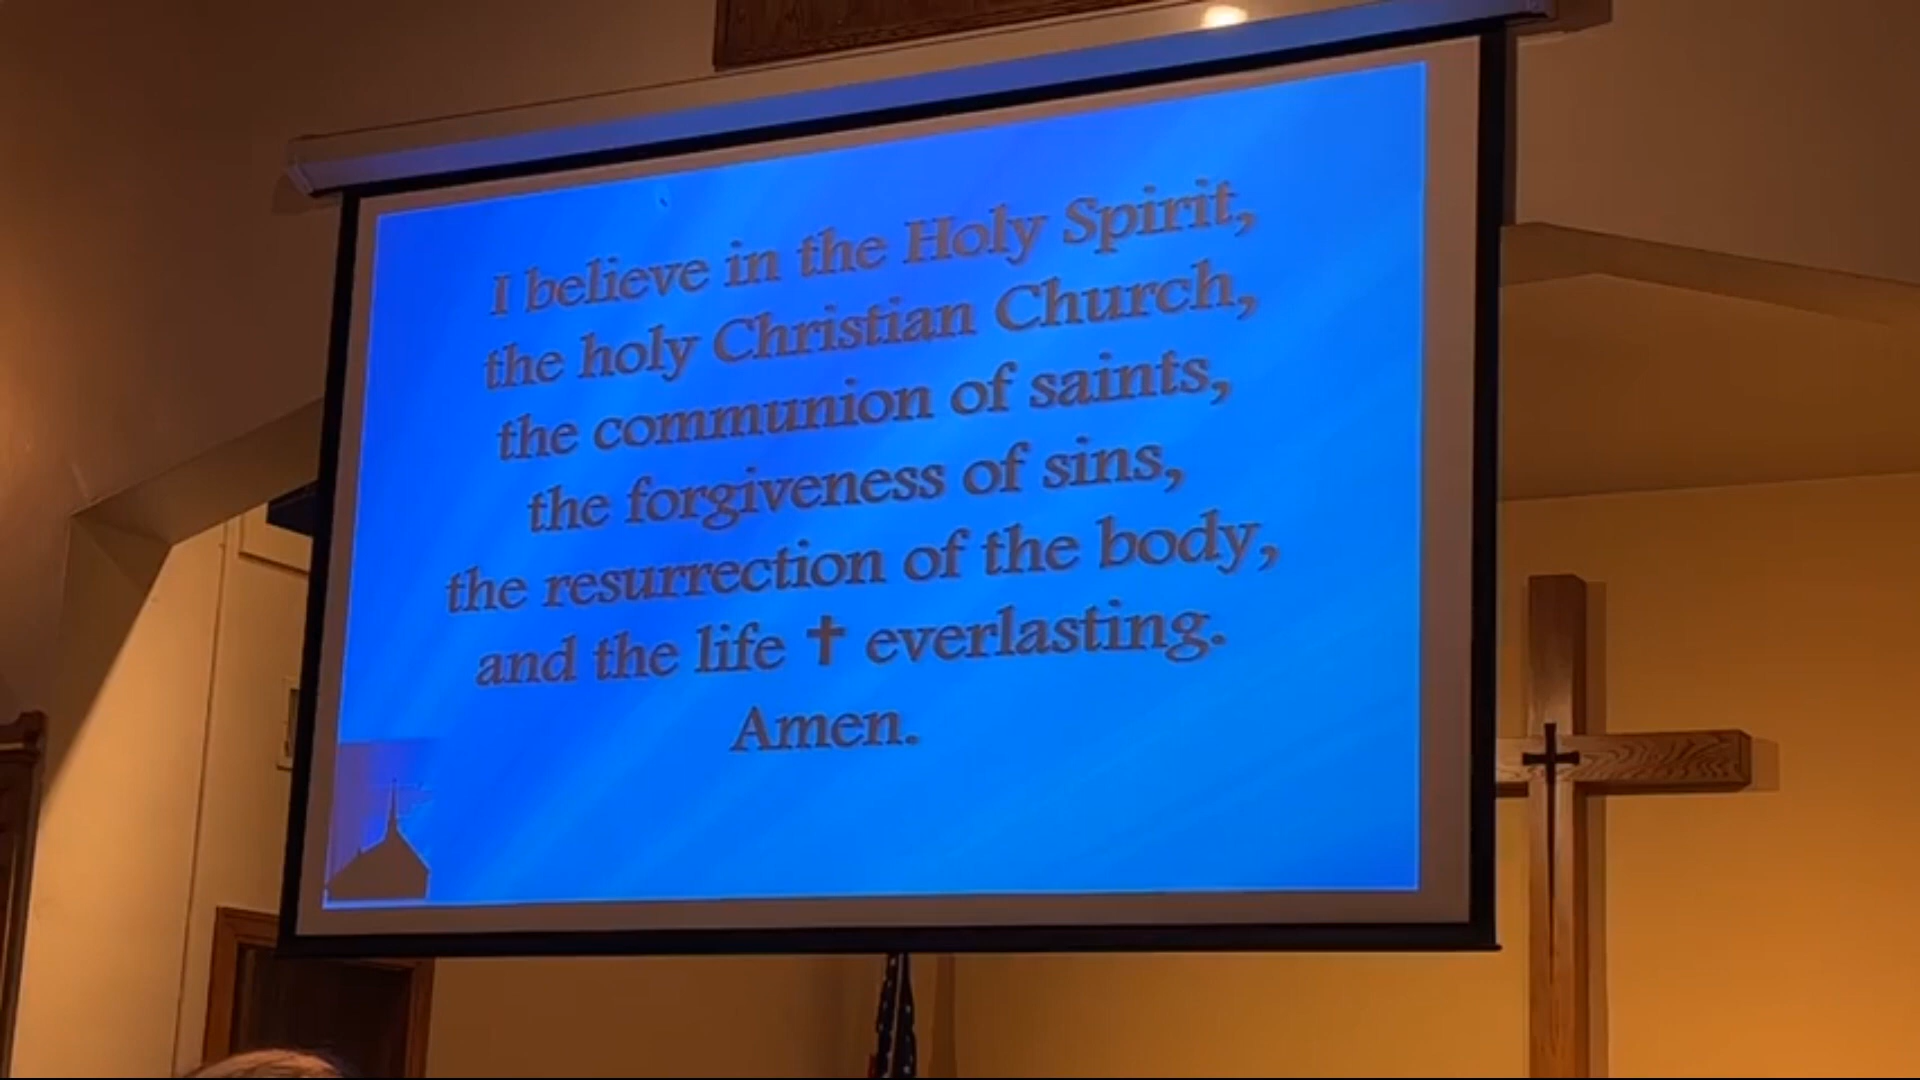 I believe in the Holy Spirit,
the holy Christian Church,
the communion of saints,
the forgiveness of sins,
the resurrection of the body,
and the life ✝ everlasting.
Amen.